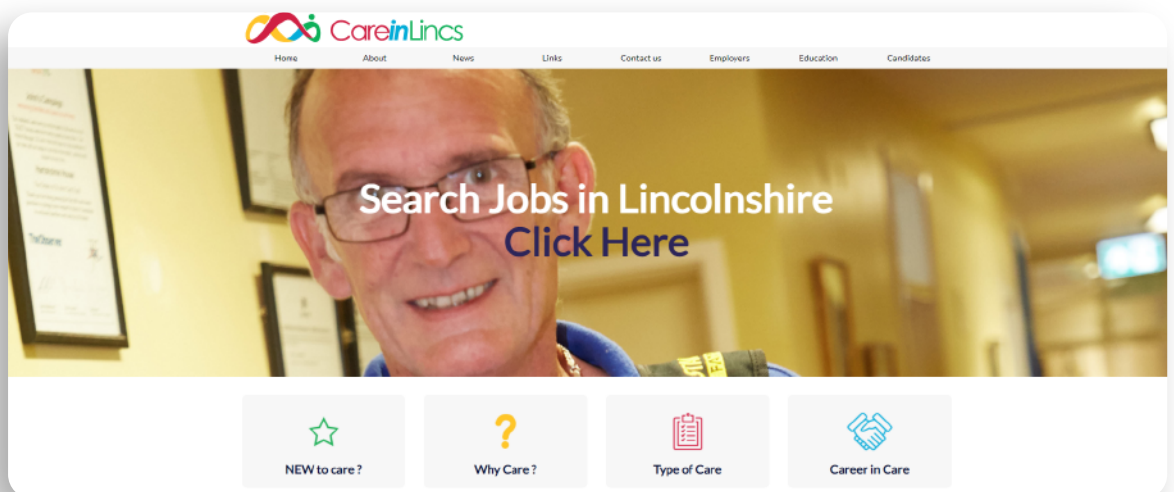 CareinLincs
Home About News Links Contact us Employers Education Candidates
Search Jobs in Lincolnshire
Click Here
NEW to care ?
Why Care ?
Type of Care
Career in Care